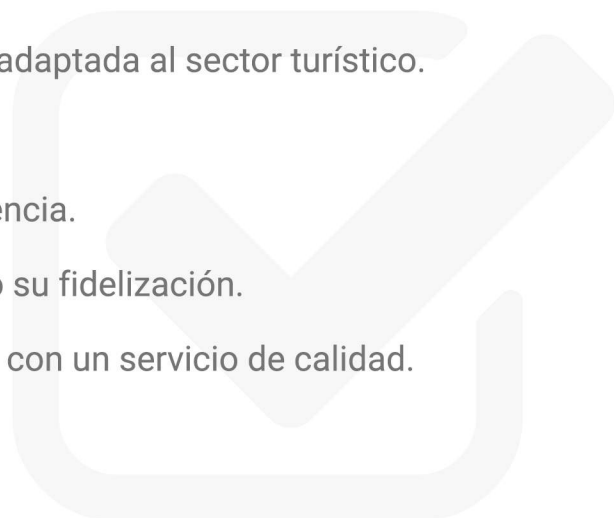 adaptada al sector turístico.
encia.
o su fidelización.
con un servicio de calidad.